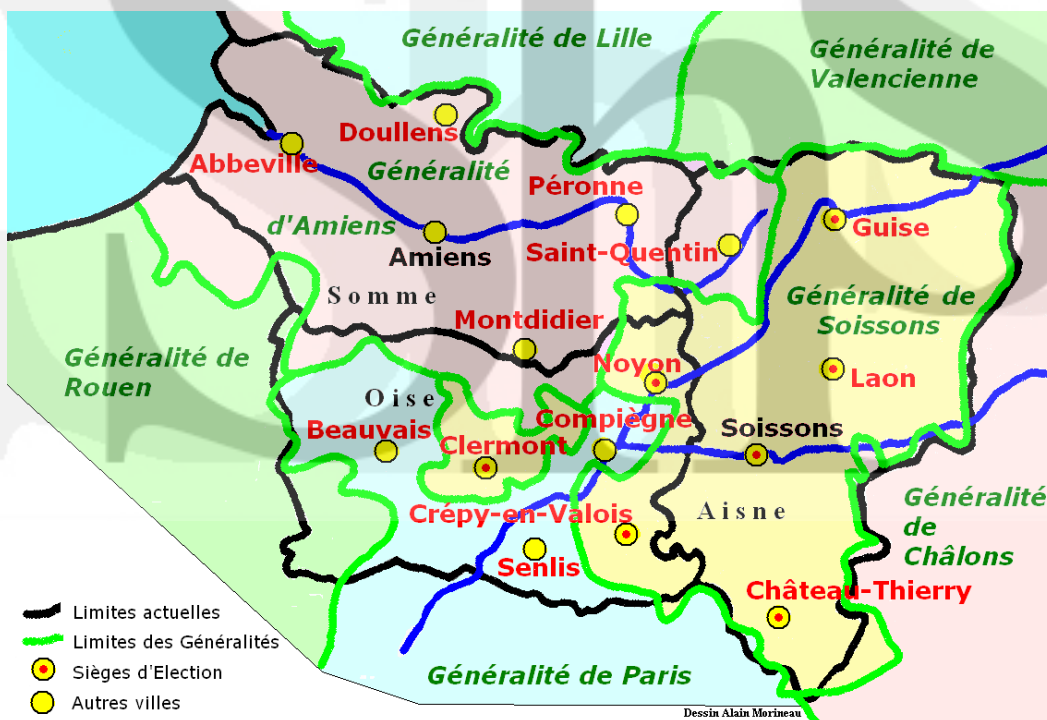 Généralité de Lille
Généralité de
Valencienne
Doullens
Abbeville
Généralité
Péronne
d'Amiens
Guise
Amiens
Saint-Quentin
Somme
Généralité de
Soissons
Montdidier
Généralité de
Rouen
Noyon
Laon
Oise
Compiègne
Beauvais
Clermont
Soissons
Crépy-en-Valois
Aisne
Généralité
de
Châlons
Senlis
Château-Thierry
Limites actuelles
Limites des Généralités
Sièges d'Election
Autres villes
Généralité de Paris
Dessin Alain Morineau